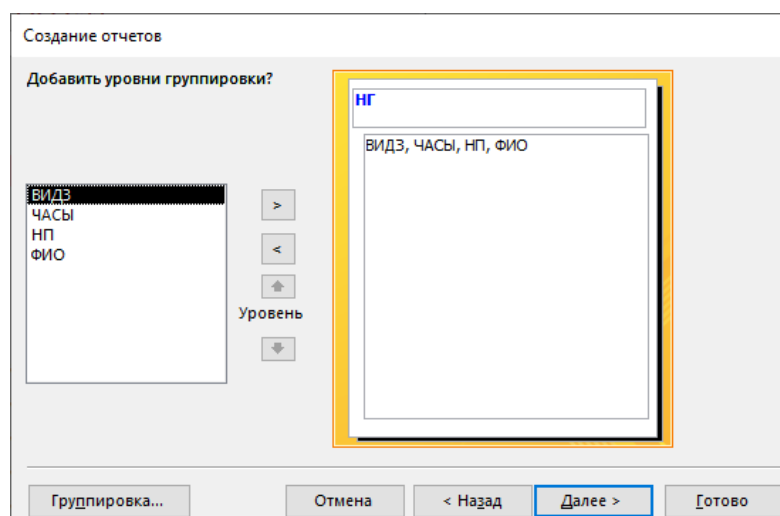 Создание отчетов
Добавить уровни группировки?
НГ
ВИДЗ, ЧАСЫ, НП, ФИО
ВИДЗ
ЧАСЫ
НП
ФИО
>
<
Уровень
Группировка...
Отмена
< Назад
Далее >
Готово